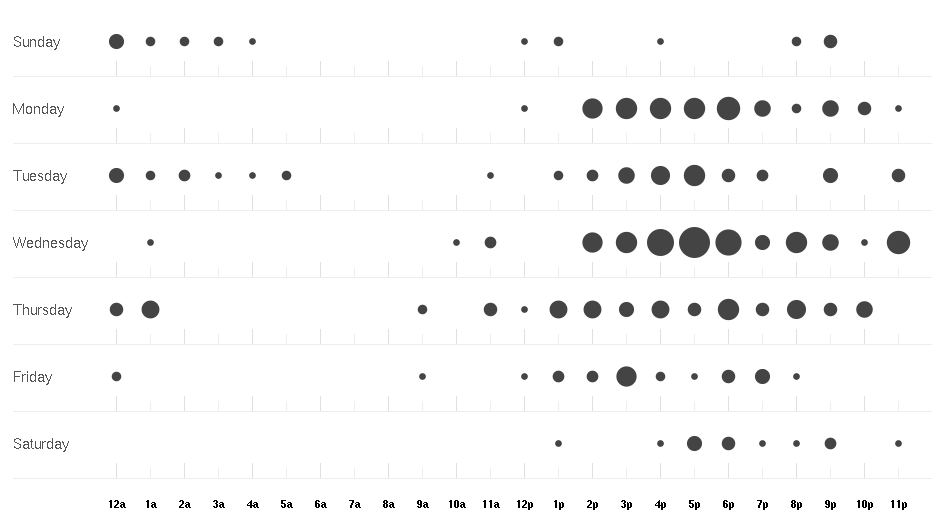 Sunday
Monday
Tuesday
Wednesday
Thursday
Friday
Saturday
12a 1a 2a 3a 4a 5a 6a 7a 8a 9a 10a 11a 12p 1p 2p 3p 4p 5p 6p 7p 8p 9p 10p 11p